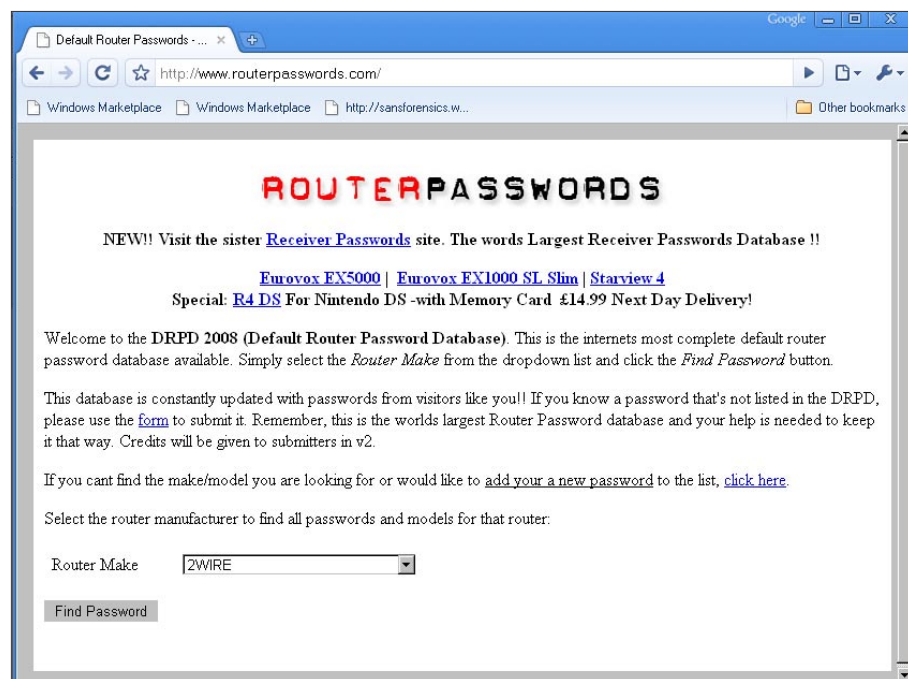 Google
Default Router Passwords - ...
http://www.routerpasswords.com/
Windows Marketplace Windows Marketplace http://sansforensics.w... Other bookmarks
ROUTERPASSWORDS
NEW!! Visit the sister Receiver Passwords site. The words Largest Receiver Passwords Database !!
Eurovox EX5000 | Eurovox EX1000 SL Slim | Starview 4
Special: R4 DS For Nintendo DS -with Memory Card £14.99 Next Day Delivery!
Welcome to the DRPD 2008 (Default Router Password Database). This is the internets most complete default router
password database available. Simply select the Router Make from the dropdown list and click the Find Password button.
This database is constantly updated with passwords from visitors like you!! If you know a password that's not listed in the DRPD,
please use the form to submit it. Remember, this is the worlds largest Router Password database and your help is needed to keep
it that way. Credits will be given to submitters in v2.
If you cant find the make/model you are looking for or would like to add your a new password to the list, click here.
Select the router manufacturer to find all passwords and models for that router:
Router Make 2WIRE
Find Password